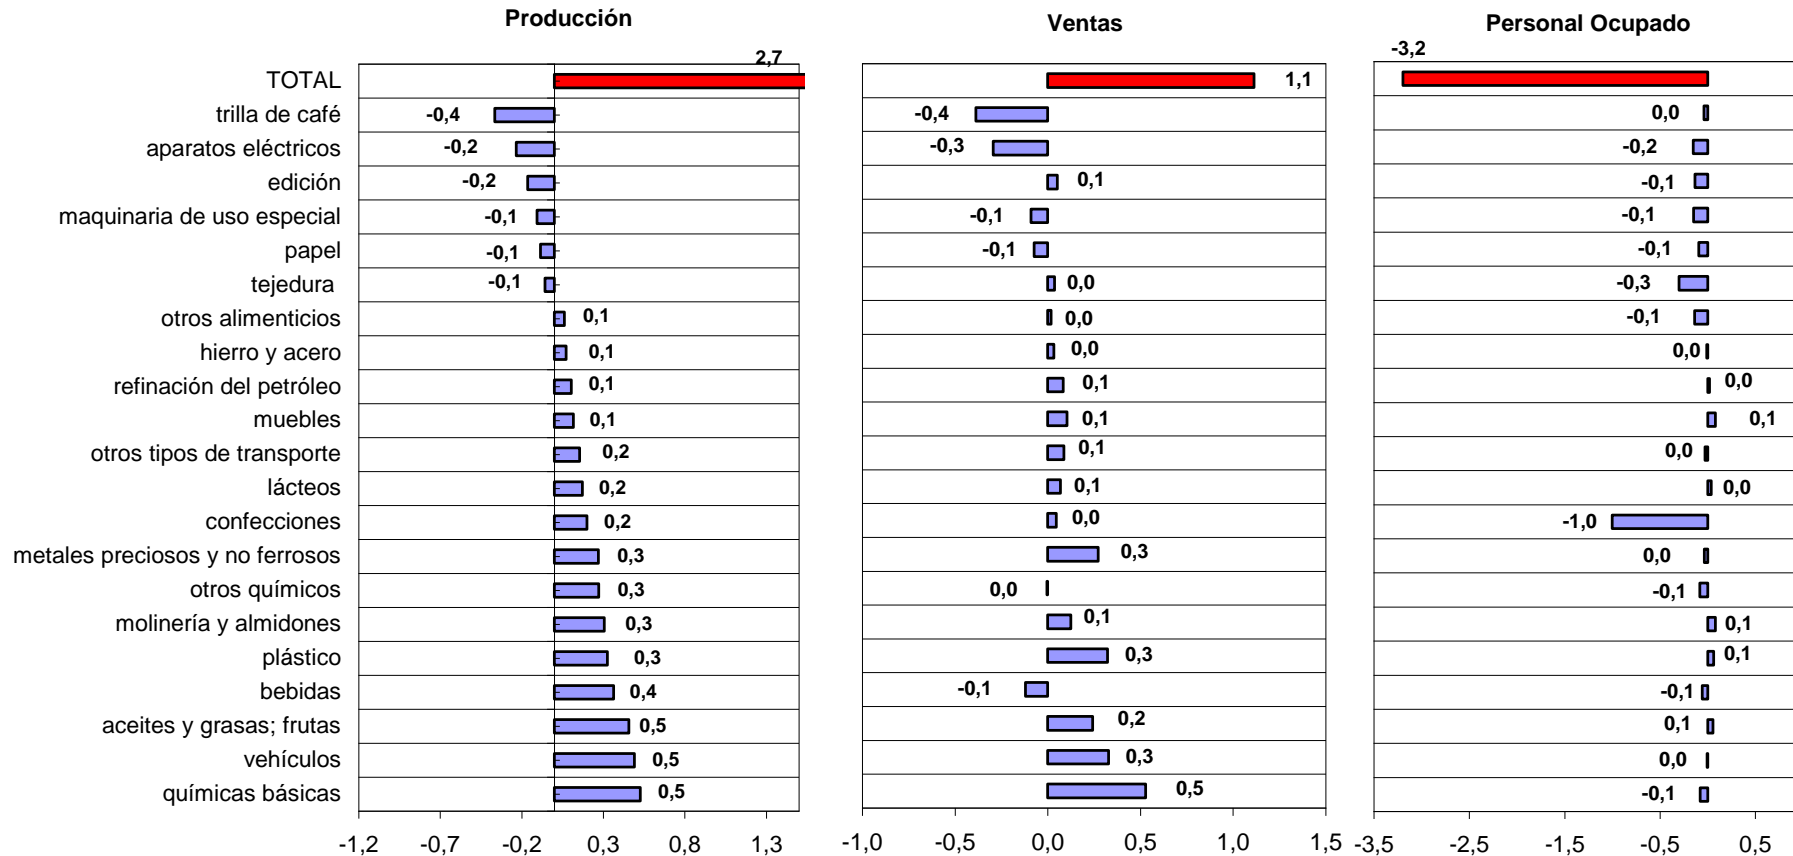 Producción
Ventas
Personal Ocupado
TOTAL 2,7 1,1 -3,2
trilla de café -0,4 -0,4 0,0
aparatos eléctricos -0,2 -0,3 -0,2
edición -0,2 0,1 -0,1
maquinaria de uso especial -0,1 -0,1 -0,1
papel -0,1 -0,1 -0,1
tejedura -0,1 0,0 -0,3
otros alimenticios 0,1 0,0 -0,1
hierro y acero 0,1 0,0 0,0
refinación del petróleo 0,1 0,1 0,0
muebles 0,1 0,1 0,1
otros tipos de transporte 0,2 0,1 0,0
lácteos 0,2 0,1 0,0
confecciones 0,2 0,0 -1,0
metales preciosos y no ferrosos 0,3 0,3 0,0
otros químicos 0,3 0,0 -0,1
molinería y almidones 0,3 0,1 0,1
plástico 0,3 0,3 0,1
bebidas 0,4 -0,1 -0,1
aceites y grasas; frutas 0,5 0,2 0,1
vehículos 0,5 0,3 0,0
químicas básicas 0,5 0,5 -0,1
-1,2 -0,7 -0,2 0,3 0,8 1,3
-1,0 -0,5 0,0 0,5 1,0 1,5
-3,5 -2,5 -1,5 -0,5 0,5